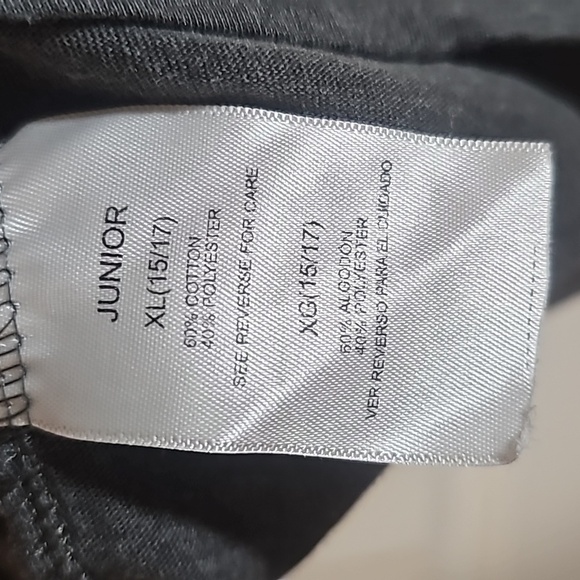 JUNIOR
XL(15/17)
60% COTTON
40% POLYESTER
SEE REVERSE FOR CARE
XG(15/17)
60% ALGODON
40% POLYESTER
VER REVERSO PARA EL CUIDADO